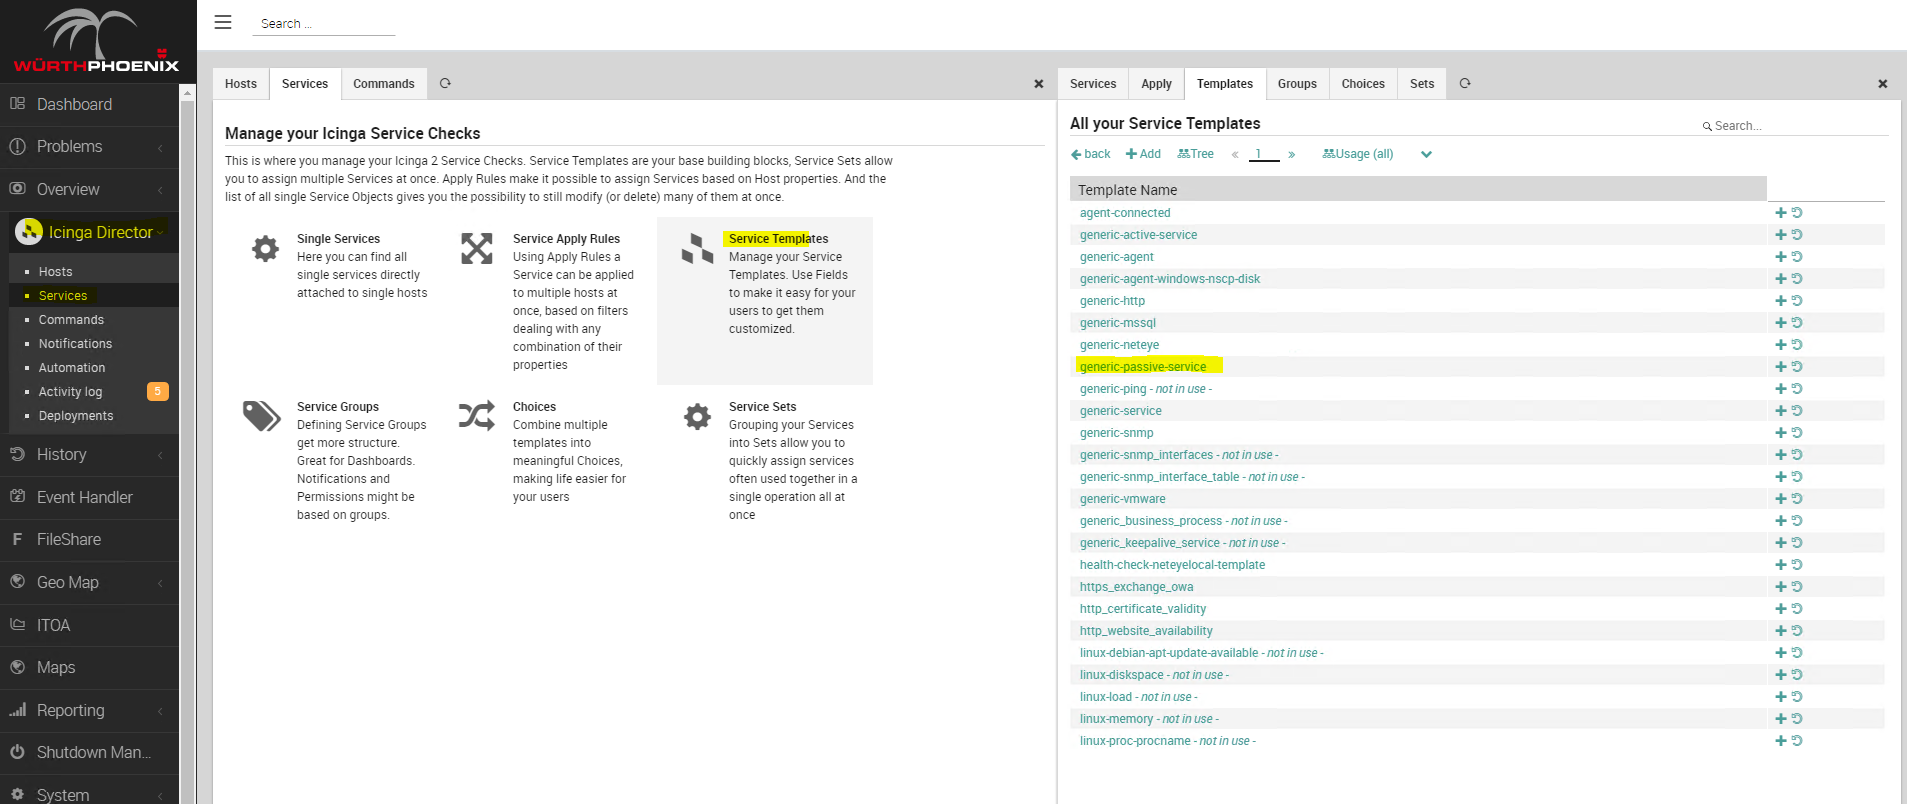 WÜRTHPHOENIX
Search ...
Dashboard
Problems
Overview
Icinga Director
Hosts
Services
Commands
Notifications
Automation
Activity log 5
Deployments
History
Event Handler
F FileShare
Geo Map
ITOA
Maps
Reporting
Shutdown Man...
System
Hosts Services Commands
Manage your Icinga Service Checks
This is where you manage your Icinga 2 Service Checks. Service Templates are your base building blocks, Service Sets allow
you to assign multiple Services at once. Apply Rules make it possible to assign Services based on Host properties. And the
list of all single Service Objects gives you the possibility to still modify (or delete) many of them at once.
Single Services
Here you can find all
single services directly
attached to single hosts
Service Apply Rules
Using Apply Rules a
Service can be applied
to multiple hosts at
once, based on filters
dealing with any
combination of their
properties
Service Templates
Manage your Service
Templates. Use Fields
to make it easy for your
users to get them
customized.
Service Groups
Defining Service Groups
get more structure.
Great for Dashboards.
Notifications and
Permissions might be
based on groups.
Choices
Combine multiple
templates into
meaningful Choices,
making life easier for
your users
Service Sets
Grouping your Services
into Sets allow you to
quickly assign services
often used together in a
single operation all at
once
Services Apply Templates Groups Choices Sets
All your Service Templates
Search...
back Add Tree « 1 » Usage (all)
Template Name
agent-connected
generic-active-service
generic-agent
generic-agent-windows-nscp-disk
generic-http
generic-mssql
generic-neteye
generic-passive-service
generic-ping - not in use -
generic-service
generic-snmp
generic-snmp_interfaces - not in use -
generic-snmp_interface_table - not in use -
generic-vmware
generic_business_process - not in use -
generic_keepalive_service - not in use -
health-check-neteyelocal-template
https_exchange_owa
http_certificate_validity
http_website_availability
linux-debian-apt-update-available - not in use -
linux-diskspace - not in use -
linux-load - not in use -
linux-memory - not in use -
linux-proc-procname - not in use -